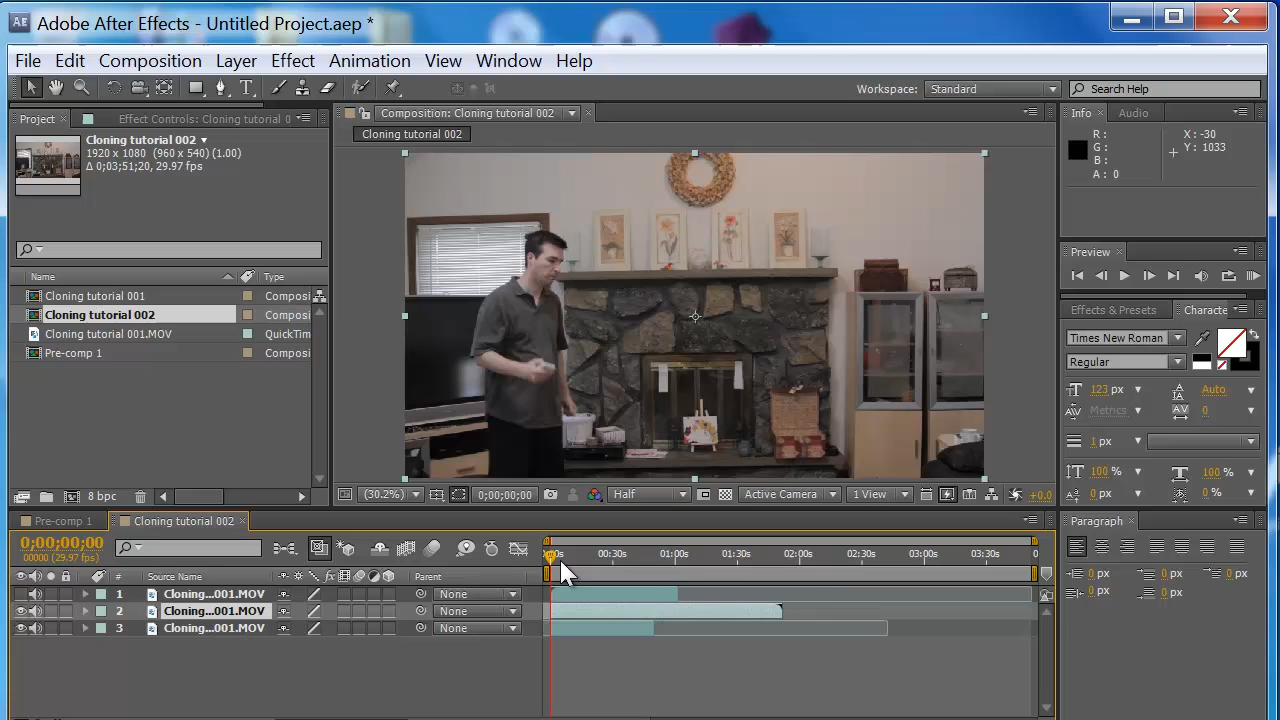 AE Adobe After Effects - Untitled Project.aep *
File Edit Composition Layer Effect Animation View Window Help
Workspace: Standard Search Help
Project Effect Controls: Cloning tutorial 0
Composition: Cloning tutorial 002
Info Audio
Cloning tutorial 002
Cloning tutorial 002
1920 x 1080 (960 x 540) (1.00)
Δ 0;03;51;20, 29.97 fps
R:
G:
B:
A: 0
X: -30
Y: 1033
Name Type
Cloning tutorial 001 Composi
Cloning tutorial 002 Composi
Cloning tutorial 001.MOV QuickTim
Pre-comp 1 Composi
Preview
Effects & Presets Characte
Times New Roman
Regular
123 px Auto
Metrics 0
1 px
100 % 100 %
0 px 0 %
8 bpc
(30.2%) 0;00;00;00 Half Active Camera 1 View +0.0
Pre-comp 1 Cloning tutorial 002
0;00;00;00
00000 (29.97 fps)
00s 00:30s 01:00s 01:30s 02:00s 02:30s 03:00s 03:30s 0
# Source Name fx Parent
1 Cloning...001.MOV None
2 Cloning...001.MOV None
3 Cloning...001.MOV None
Paragraph
0 px 0 px 0 px
0 px 0 px